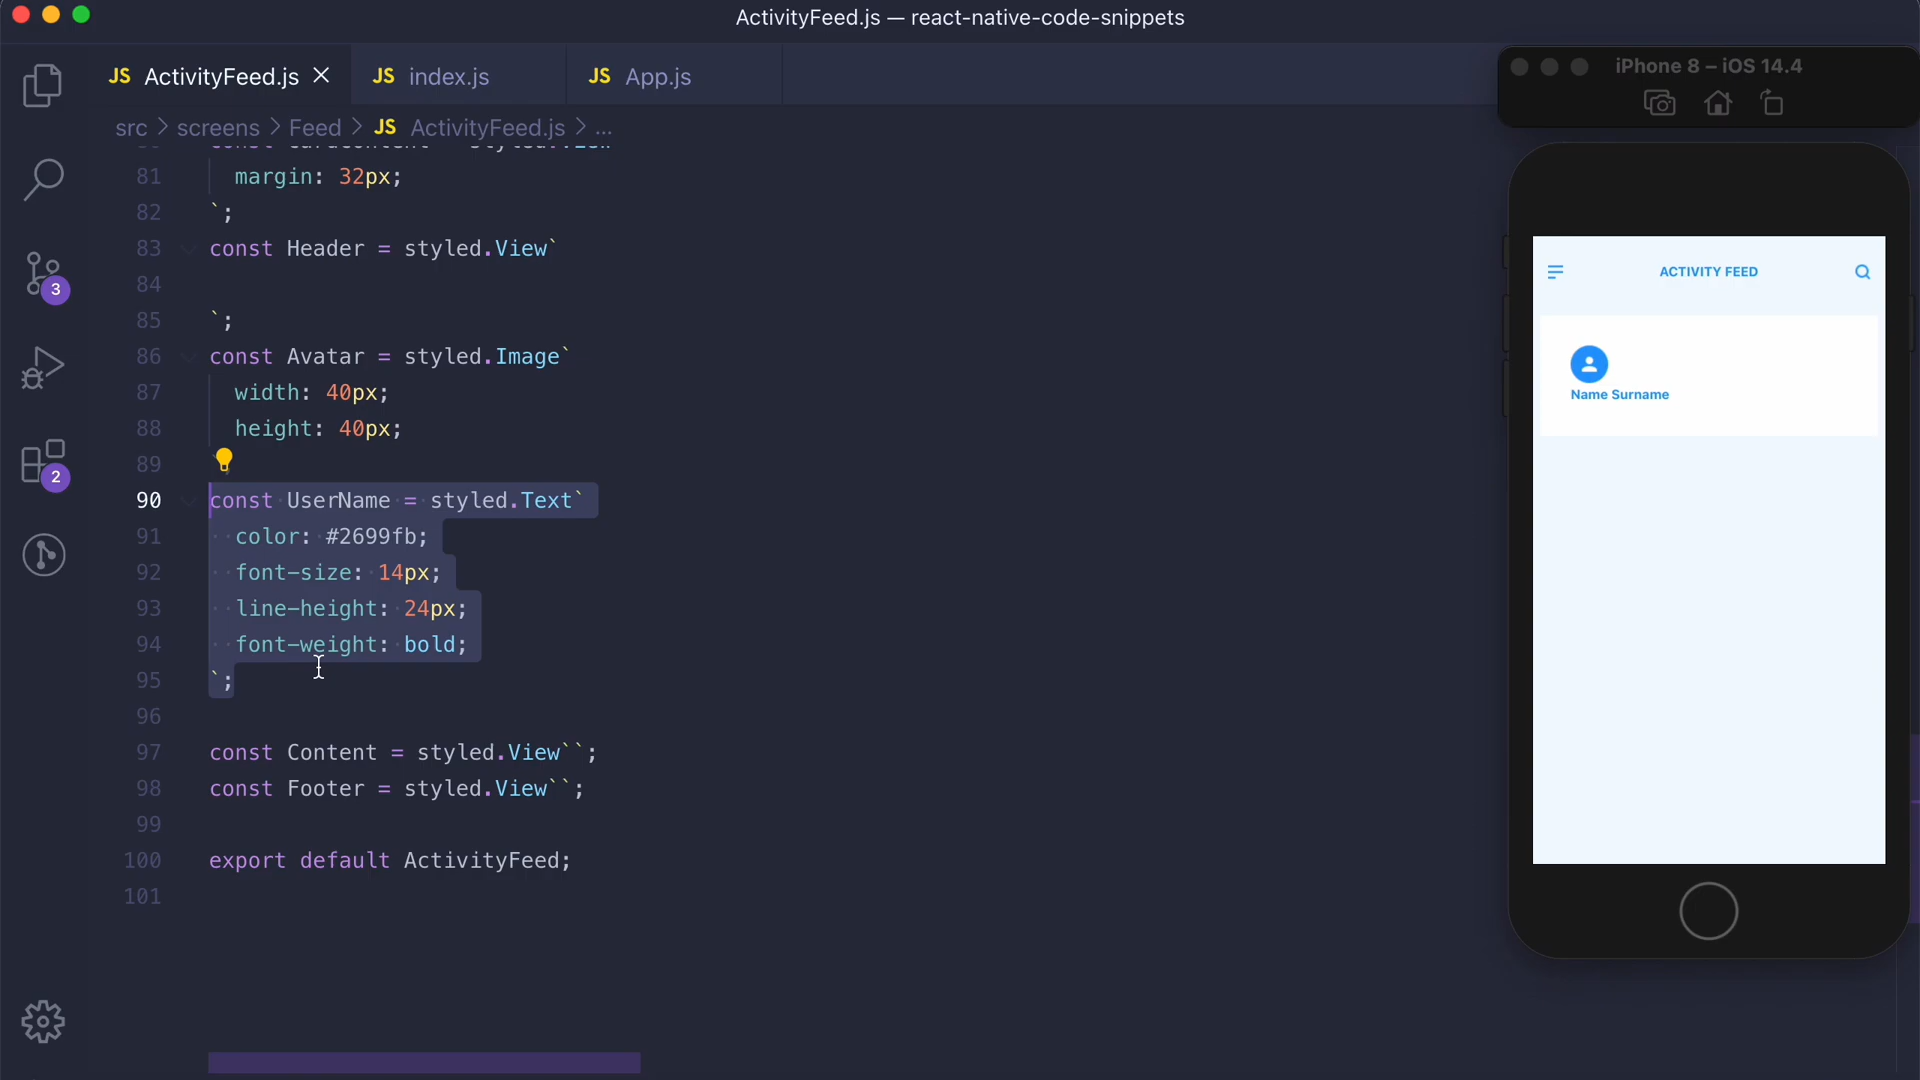 ActivityFeed.js — react-native-code-snippets
JS ActivityFeed.js
JS index.js
JS App.js
iPhone 8 – iOS 14.4
src > screens > Feed > JS ActivityFeed.js > ...
81 margin: 32px;
82 `;
83 const Header = styled.View`
84
85 `;
86 const Avatar = styled.Image`
87 width: 40px;
88 height: 40px;
89
90 const UserName = styled.Text`
91 color: #2699fb;
92 font-size: 14px;
93 line-height: 24px;
94 font-weight: bold;
95 `;
96
97 const Content = styled.View``;
98 const Footer = styled.View``;
99
100 export default ActivityFeed;
101
3
2
ACTIVITY FEED
Name Surname